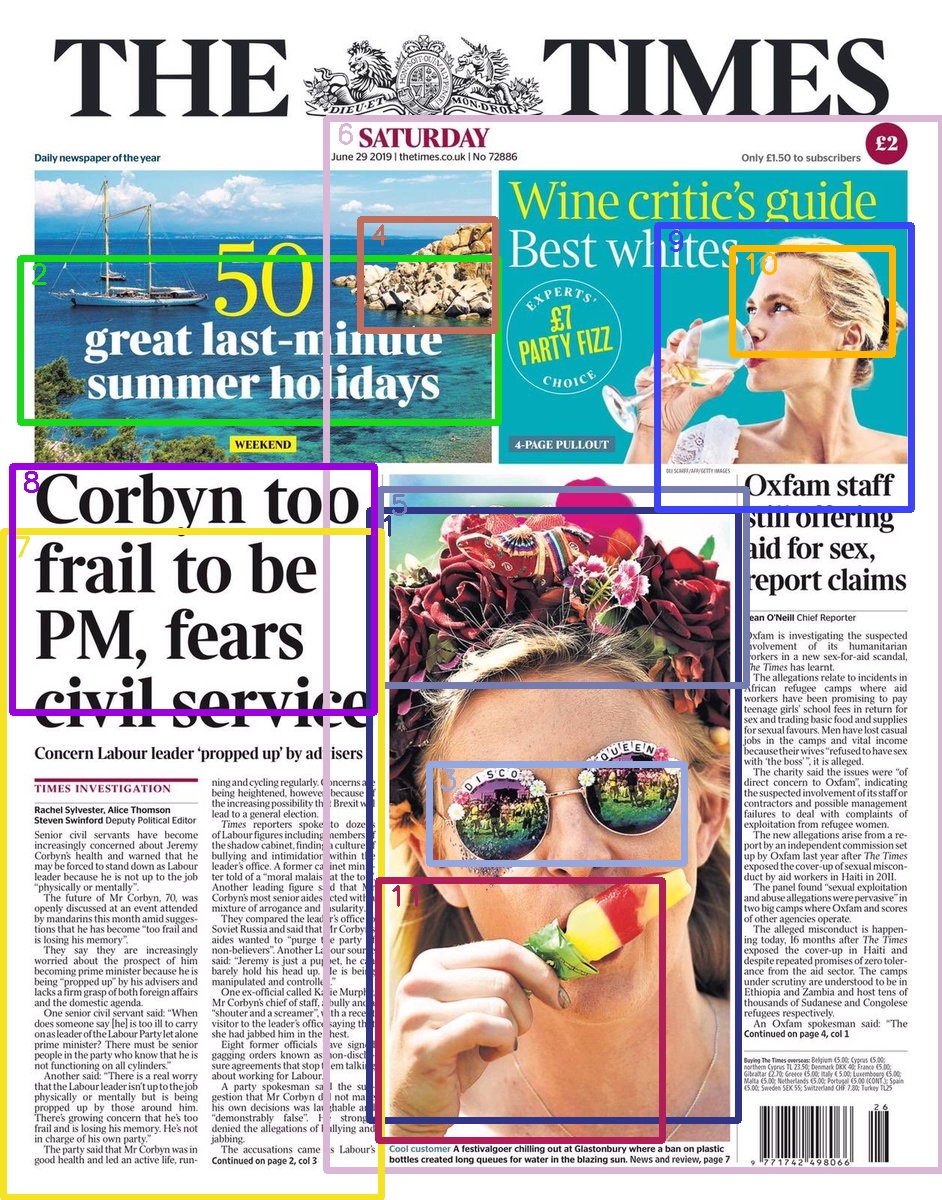 THE TIMES
DIEU·ET MON·DROIT
SATURDAY
£2
Daily newspaper of the year
June 29 2019 | thetimes.co.uk | No 72886
Only £1.50 to subscribers
6
4
2
50
great last-minute
summer holidays
WEEKEND
Wine critic's guide
Best whites
9
10
EXPERTS'
£7
PARTY FIZZ
CHOICE
4-PAGE PULLOUT
OLI SCARFF/AFP/GETTY IMAGES
8
Corbyn too
7
frail to be
PM, fears
civil service
Concern Labour leader 'propped up' by advisers
TIMES INVESTIGATION
Rachel Sylvester, Alice Thomson
Steven Swinford Deputy Political Editor
Senior civil servants have become
increasingly concerned about Jeremy
Corbyn's health and warned that he
may be forced to stand down as Labour
leader because he is not up to the job
"physically or mentally".
The future of Mr Corbyn, 70, was
openly discussed at an event attended
by mandarins this month amid sugges-
tions that he has become "too frail and
is losing his memory".
They say they are increasingly
worried about the prospect of him
becoming prime minister because he is
being "propped up" by his advisers and
lacks a firm grasp of both foreign affairs
and the domestic agenda.
One senior civil servant said: "When
does someone say [he] is too ill to carry
on as leader of the Labour Party let alone
prime minister? There must be senior
people in the party who know that he is
not functioning on all cylinders."
Another said: "There is a real worry
that the Labour leader isn't up to the job
physically or mentally but is being
propped up by those around him.
There's growing concern that he's too
frail and is losing his memory. He's not
in charge of his own party."
The party said that Mr Corbyn was in
good health and led an active life, run-
ning and cycling regularly. Concerns are
being heightened, however, because of
the increasing possibility that Brexit will
lead to a general election.
Times reporters spoke to dozens
of Labour figures including members of
the shadow cabinet, finding a culture of
bullying and intimidation within the
leader's office. A former cabinet minis-
ter told of a "moral malaise at the top".
Another leading figure said that Mr
Corbyn's most senior aides acted with a
mixture of arrogance and insularity.
They compared the leader's office to
Soviet Russia and said that Mr Corbyn's
aides wanted to "purge the party of
non-believers". Another Labour source
said: "Jeremy is just a puppet, he can
barely hold his head up. He is being
manipulated and controlled."
One ex-official called Karie Murphy,
Mr Corbyn's chief of staff, a bully and a
"shouter and a screamer", with a recent
visitor to the leader's office saying that
she had jabbed him in the chest.
Eight former officials have signed
gagging orders known as non-disclo-
sure agreements that stop them talking
about working for Labour.
A party spokesman said the sug-
gestion that Mr Corbyn did not make
his own decisions was laughable and
"demonstrably false". He strongly
denied the allegations of bullying and
jabbing.
The accusations came as Labour's
Continued on page 2, col 3
5
1
DISCO QUEEN
3
11
Cool customer A festivalgoer chilling out at Glastonbury where a ban on plastic
bottles created long queues for water in the blazing sun. News and review, page 7
Oxfam staff
still offering
aid for sex,
report claims
Sean O'Neill Chief Reporter
Oxfam is investigating the suspected
involvement of its humanitarian
workers in a new sex-for-aid scandal,
The Times has learnt.
The allegations relate to incidents in
African refugee camps where aid
workers have been promising to pay
teenage girls' school fees in return for
sex and trading basic food and supplies
for sexual favours. Men have lost casual
jobs in the camps and vital income
because their wives "refused to have sex
with 'the boss' ", it is alleged.
The charity said the issues were "of
direct concern to Oxfam", indicating
the suspected involvement of its staff or
contractors and possible management
failures to deal with complaints of
exploitation from refugee women.
The new allegations arise from a re-
port by an independent commission set
up by Oxfam last year after The Times
exposed the cover-up of sexual miscon-
duct by aid workers in Haiti in 2011.
The panel found "sexual exploitation
and abuse allegations were pervasive" in
two big camps where Oxfam and scores
of other agencies operate.
The alleged misconduct is happen-
ing today, 16 months after The Times
exposed the cover-up in Haiti and
despite repeated promises of zero toler-
ance from the aid sector. The camps
under scrutiny are understood to be in
Ethiopia and Zambia and host tens of
thousands of Sudanese and Congolese
refugees respectively.
An Oxfam spokesman said: "The
Continued on page 4, col 1
Buying The Times overseas: Belgium €5.00; Cyprus €5.00;
northern Cyprus TL 23.50; Denmark DKK 40; France €5.00;
Gibraltar £2.70; Greece €5.00; Italy € 5.00; Luxembourg €5.00;
Malta €5.00; Netherlands €5.00; Portugal €5.00 (CONT.); Spain
€5.00; Sweden SEK 55; Switzerland CHF 7.80; Turkey TL25
26
9 771742 498066